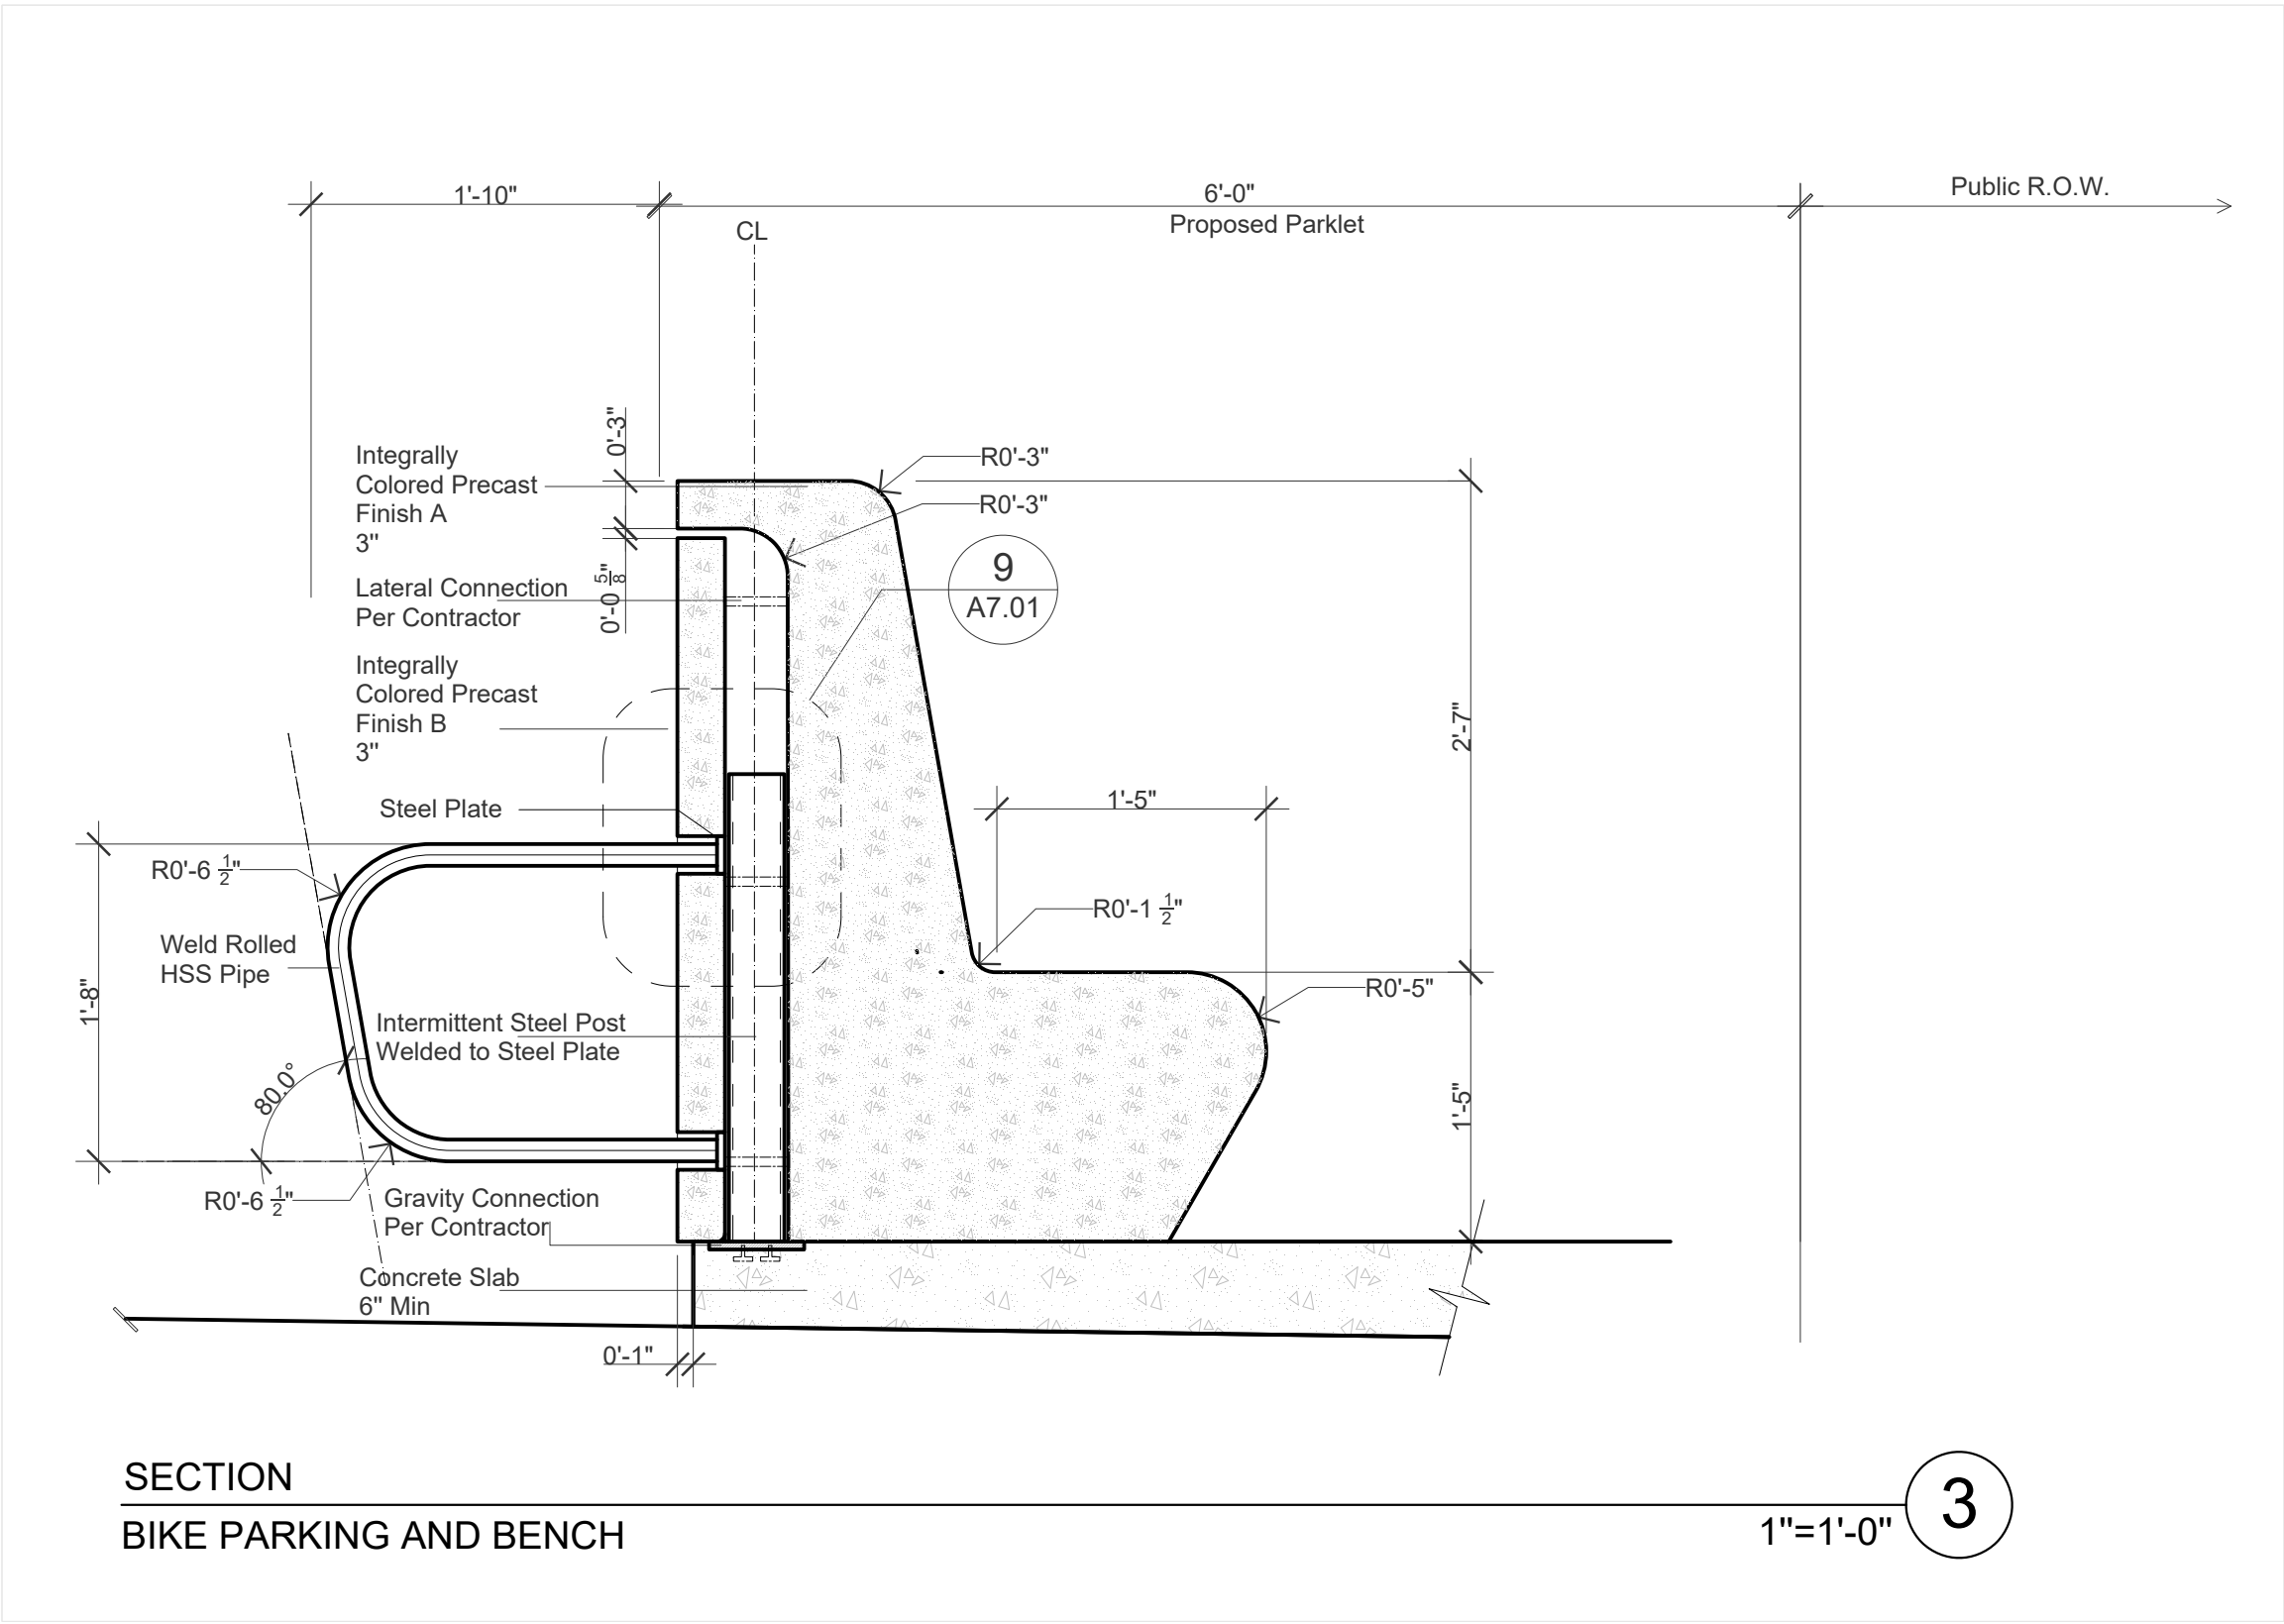 1'-10"
6'-0"
Public R.O.W.
Proposed Parklet
CL
0'-3"
Integrally
Colored Precast
Finish A
3"
R0'-3"
R0'-3"
9
A7.01
Lateral Connection
Per Contractor
0'-0 5/8"
Integrally
Colored Precast
Finish B
3"
2'-7"
Steel Plate
1'-5"
R0'-6 1/2"
R0'-1 1/2"
Weld Rolled
HSS Pipe
1'-8"
R0'-5"
Intermittent Steel Post
Welded to Steel Plate
80.0°
1'-5"
R0'-6 1/2"
Gravity Connection
Per Contractor
Concrete Slab
6" Min
0'-1"
SECTION
BIKE PARKING AND BENCH
1"=1'-0"
3